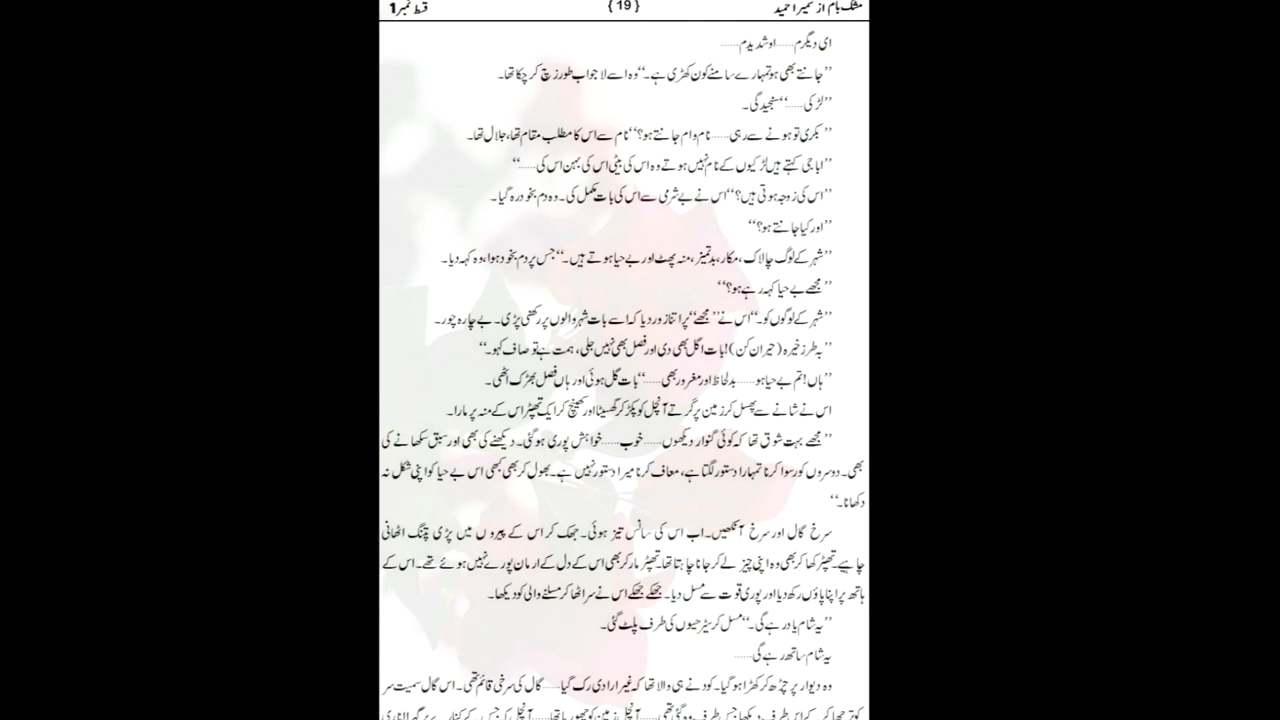 مشک بام از سمیرا حمید { 19 } قسط نمبر 1
ای دیگرم......اوشدیدم......
’’جانتے بھی ہو تمہارے سامنے کون کھڑی ہے۔‘‘ وہ اسے لاجواب طور زچ کر چکا تھا۔
’’لڑکی......‘‘ سنجیدگی۔
’’بکری تو ہونے سے رہی......نام وام جانتے ہو؟‘‘ نام سے اس کا مطلب مقام تھا، جلال تھا۔
’’اباجی کہتے ہیں لڑکیوں کے نام نہیں ہوتے وہ اس کی بیٹی اس کی بہن اس کی......‘‘
’’اس کی زوجہ ہوتی ہیں؟‘‘ اس نے بے شرمی سے اس کی بات مکمل کی۔ وہ دم بخود رہ گیا۔
’’اور کیا جانتے ہو؟‘‘
’’شہر کے لوگ چالاک، مکار، بدتمیز، منہ پھٹ اور بے حیا ہوتے ہیں۔‘‘ جس پر دم بخود ہوا، وہ کہہ دیا۔
’’مجھے بے حیا کہہ رہے ہو؟‘‘
’’شہر کے لوگوں کو۔‘‘ اس نے ’’مجھے‘‘ پر اتنا زور دیا کہ اسے بات شہر والوں پر رکھنی پڑی۔ بے چارہ چور۔
’’بہ طرز خیرہ (حیران کن)! بات اگل بھی دی اور فصل بھی نہیں جلی، ہمت ہے تو صاف کہو۔‘‘
’’ہاں! تم بے حیا ہو......بدلحاظ اور مغرور بھی......‘‘ بات گل ہوئی اور ہاں فصل بھڑک اٹھی۔
اس نے شانے سے پھسل کر زمین پر گرتے آنچل کو پکڑ کر گھسیٹا اور کھینچ کر ایک تھپڑ اس کے منہ پر مارا۔
’’مجھے بہت شوق تھا کہ کوئی گنوار دیکھوں......خوب......خواہش پوری ہوگئی۔ دیکھنے کی بھی اور سبق سکھانے کی
بھی۔ دوسروں کو رسوا کرنا تمہارا دستور لگتا ہے، معاف کرنا میرا دستور نہیں ہے۔ بھول کر بھی کبھی اس بے حیا کو اپنی شکل نہ
دکھانا۔‘‘
سرخ گال اور سرخ آنکھیں۔ اب اس کی سانس تیز ہوئی۔ جھک کر اس کے پیروں میں پڑی پتنگ اٹھانی
چاہیے۔ تھپڑ کھا کر بھی وہ اپنی چیز لے کر جانا چاہتا تھا۔ تھپڑ مار کر بھی اس کے دل کے ارمان پورے نہیں ہوئے تھے۔ اس کے
ہاتھ پر اپنا پاؤں رکھ دیا اور پوری قوت سے مسل دیا۔ جھکے جھکے اس نے سر اٹھا کر مسلنے والی کو دیکھا۔
’’یہ شام یاد رہے گی۔‘‘ مسل کر سیڑھیوں کی طرف پلٹ گئی۔
یہ شام ساتھ رہے گی......
وہ دیوار پر چڑھ کر کھڑا ہو گیا۔ کودنے ہی والا تھا کہ غیر ارادی رک گیا......گال کی سرخی قائم تھی۔ اس گال سمیت سر